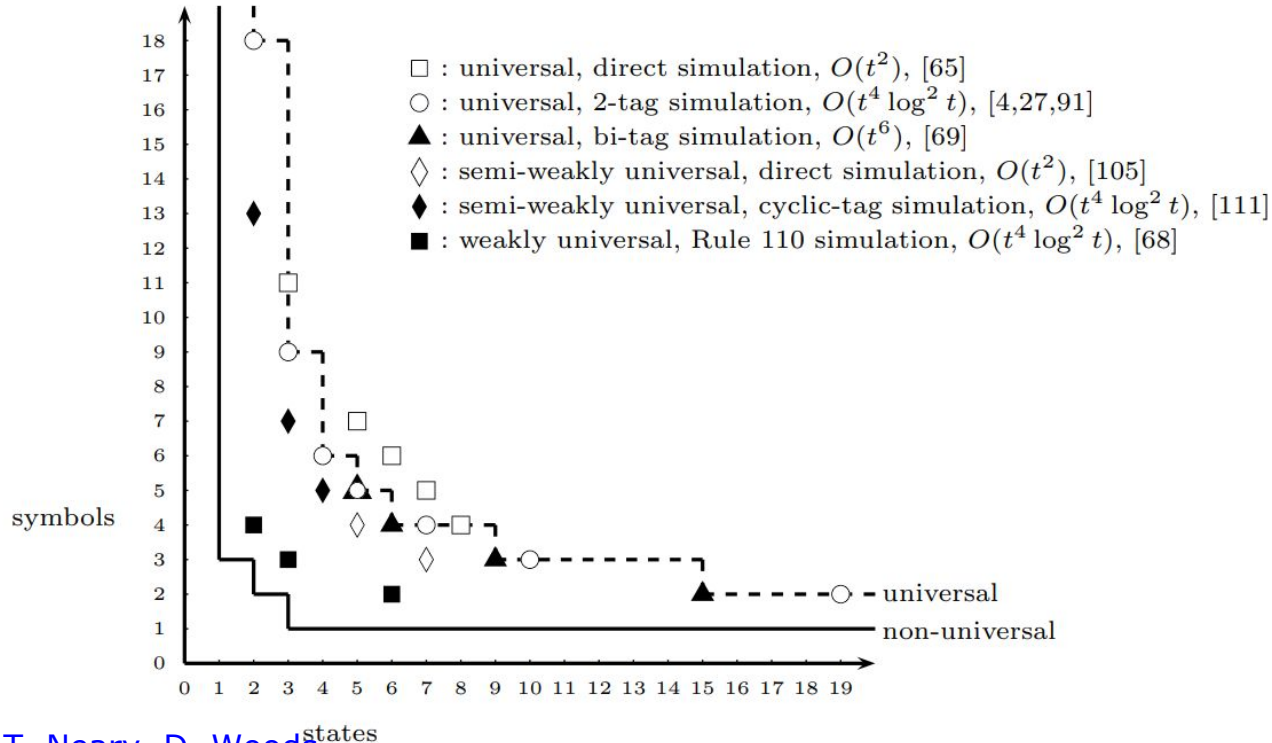 18
17
16
15
14
13
12
11
10
9
8
7
6
5
4
3
2
1
0
symbols
□ : universal, direct simulation, O(t²), [65]
○ : universal, 2-tag simulation, O(t⁴ log² t), [4,27,91]
▲ : universal, bi-tag simulation, O(t⁶), [69]
◊ : semi-weakly universal, direct simulation, O(t²), [105]
♦ : semi-weakly universal, cyclic-tag simulation, O(t⁴ log² t), [111]
■ : weakly universal, Rule 110 simulation, O(t⁴ log² t), [68]
universal
non-universal
0 1 2 3 4 5 6 7 8 9 10 11 12 13 14 15 16 17 18 19
states
T. Neary, D. Woods